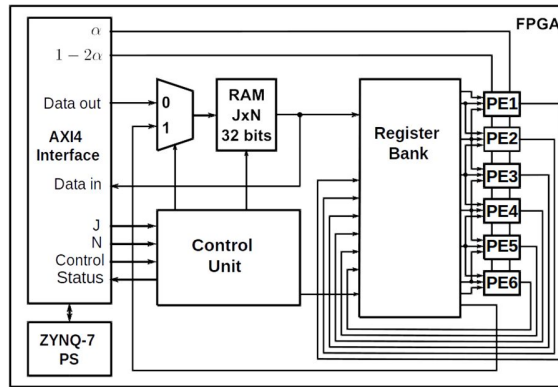 FPGA
α
1 − 2α
Data out
AXI4
Interface
Data in
J
N
Control
Status
0
1
RAM
JxN
32 bits
Control
Unit
Register
Bank
PE1
PE2
PE3
PE4
PE5
PE6
ZYNQ-7
PS